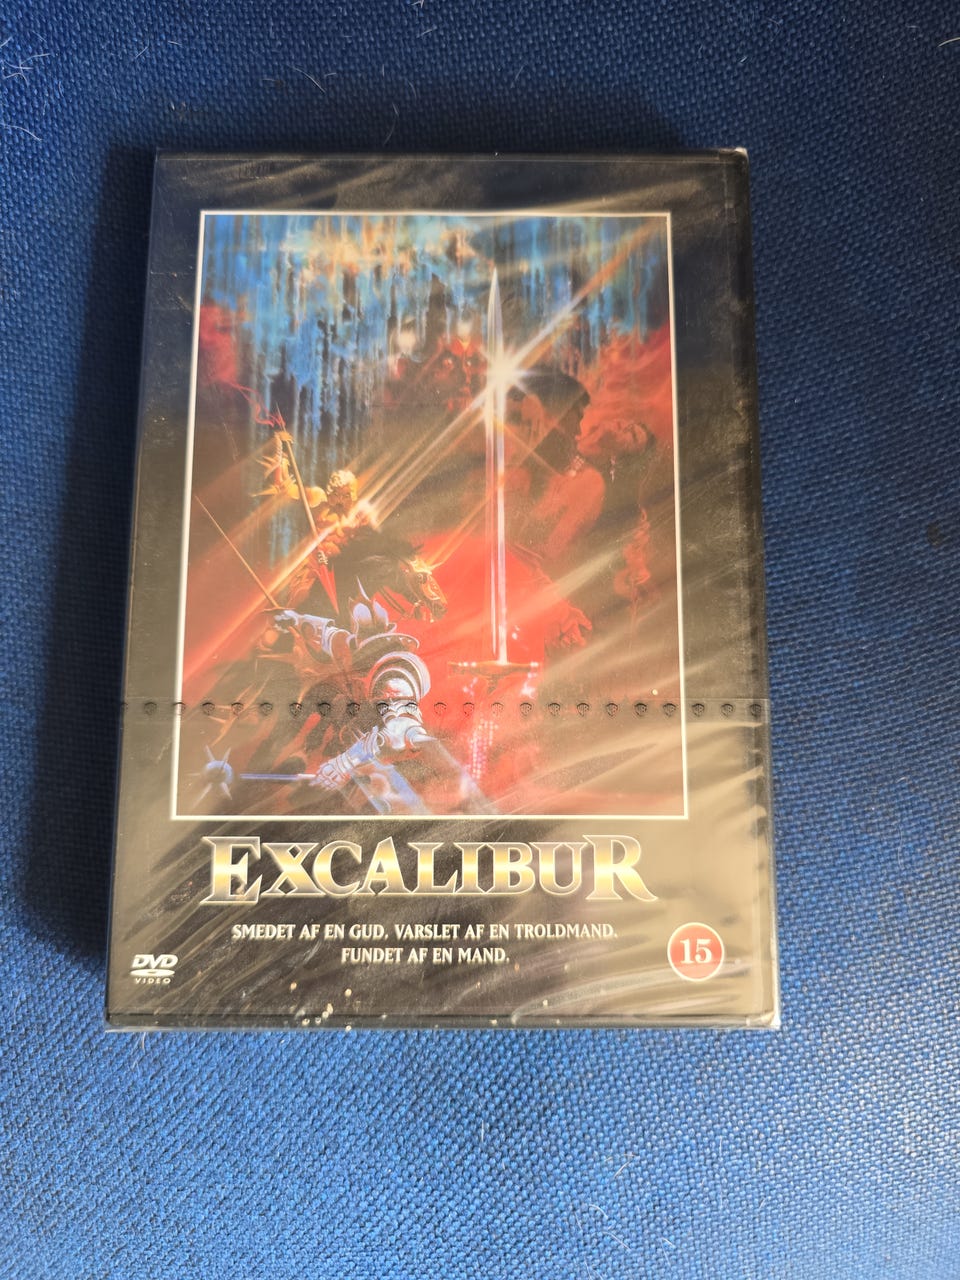 EXCALIBUR
SMEDET AF EN GUD. VARSLET AF EN TROLDMAND.
FUNDET AF EN MAND.
DVD
VIDEO
15